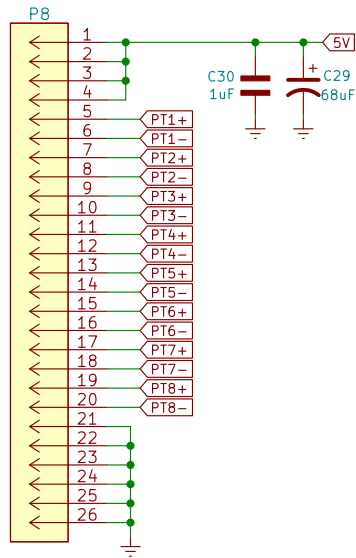 P8
1
5V
2
C30
C29
+
3
1uF
68uF
4
5 PT1+
6 PT1-
7 PT2+
8 PT2-
9 PT3+
10 PT3-
11 PT4+
12 PT4-
13 PT5+
14 PT5-
15 PT6+
16 PT6-
17 PT7+
18 PT7-
19 PT8+
20 PT8-
21
22
23
24
25
26